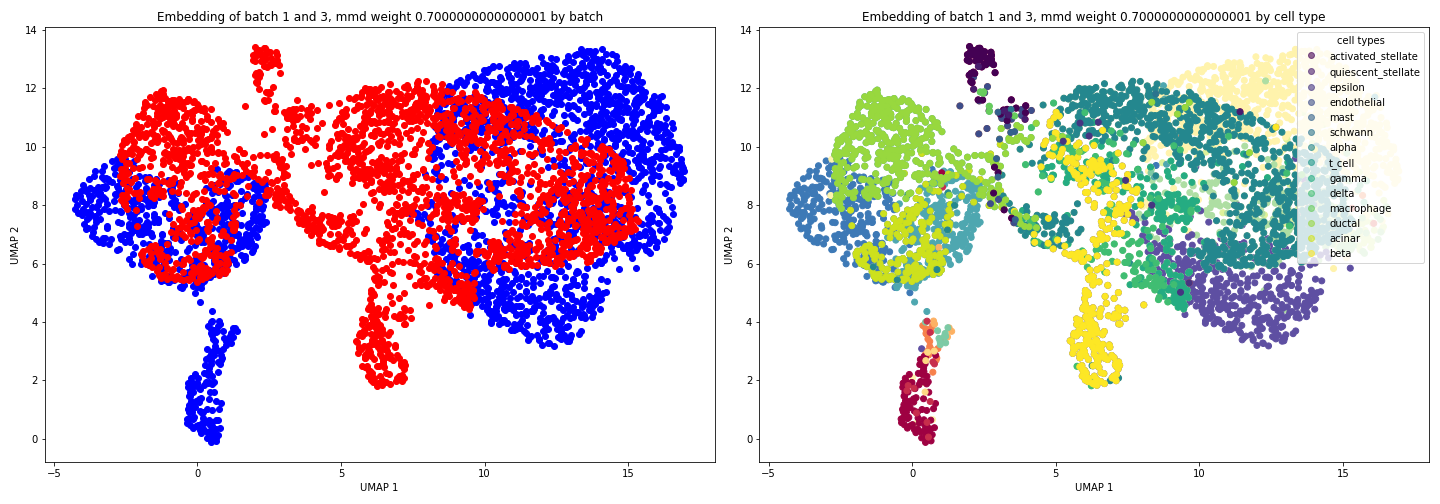 Embedding of batch 1 and 3, mmd weight 0.7000000000000001 by batch
14
12
10
8
6
4
2
0
UMAP 2
−5
0
5
10
15
UMAP 1
Embedding of batch 1 and 3, mmd weight 0.7000000000000001 by cell type
14
12
10
8
6
4
2
0
UMAP 2
−5
0
5
10
15
UMAP 1
cell types
activated_stellate
quiescent_stellate
epsilon
endothelial
mast
schwann
alpha
t_cell
gamma
delta
macrophage
ductal
acinar
beta